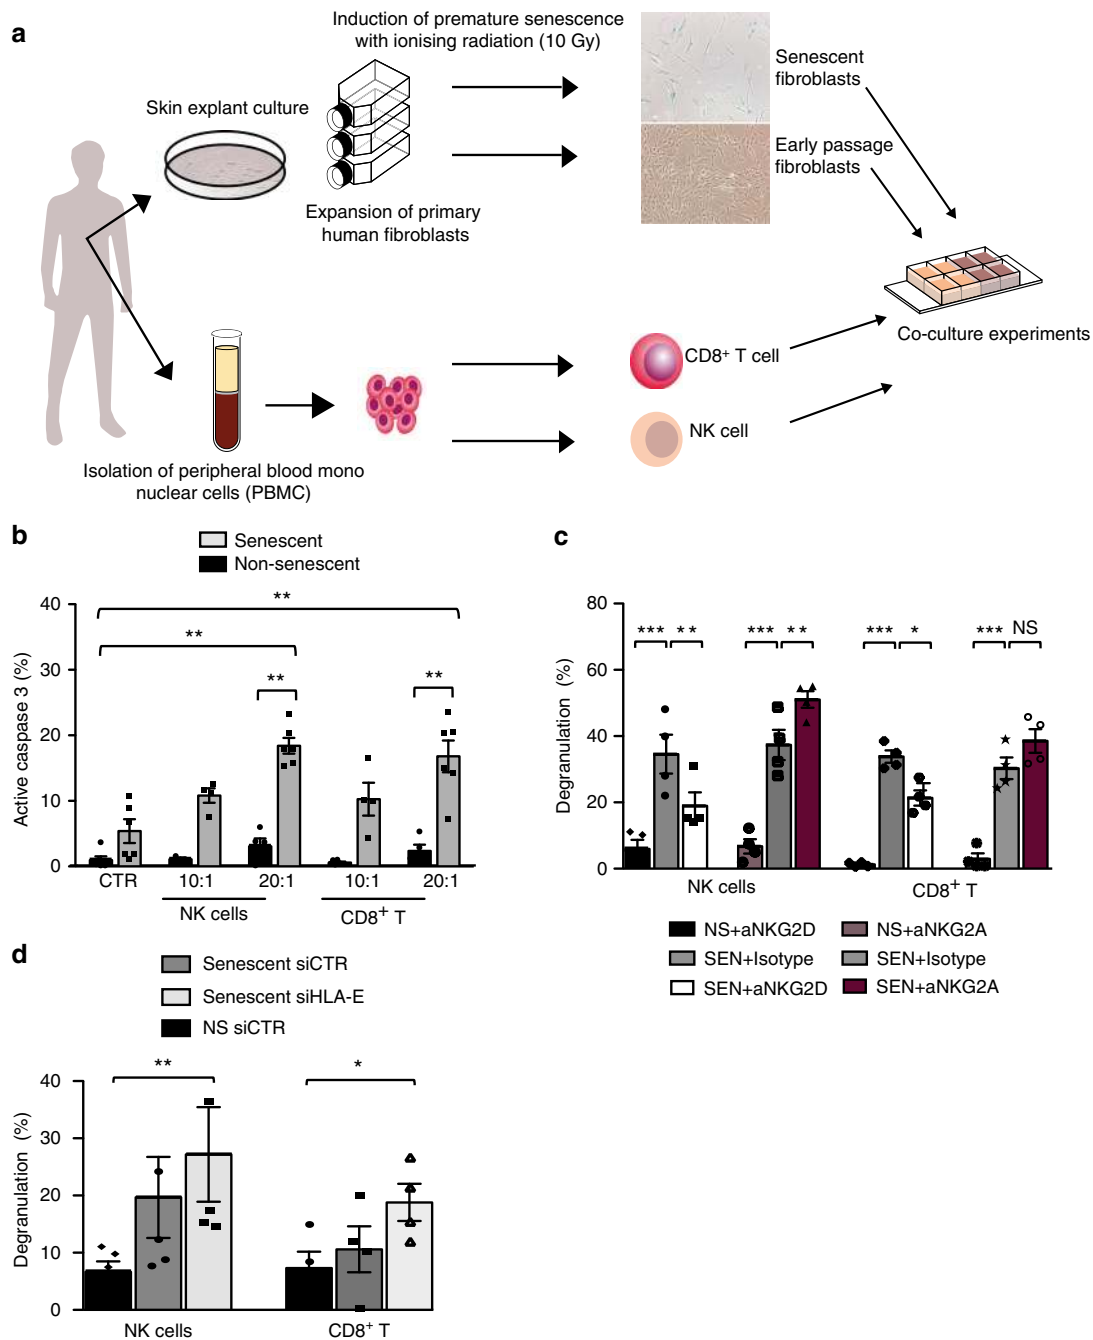 a
Induction of premature senescence
with ionising radiation (10 Gy)
Skin explant culture
Expansion of primary
human fibroblasts
Senescent
fibroblasts
Early passage
fibroblasts
Co-culture experiments
CD8+ T cell
NK cell
Isolation of peripheral blood mono
nuclear cells (PBMC)
b
Senescent
Non-senescent
Active caspase 3 (%)
40
30
20
10
0
**
**
**
**
CTR
10:1
20:1
10:1
20:1
NK cells
CD8+ T
c
Degranulation (%)
80
60
40
20
0
***
**
***
**
***
*
***
NS
NK cells
CD8+ T
NS+aNKG2D
SEN+Isotype
SEN+aNKG2D
NS+aNKG2A
SEN+Isotype
SEN+aNKG2A
d
Senescent siCTR
Senescent siHLA-E
NS siCTR
Degranulation (%)
40
30
20
10
0
**
*
NK cells
CD8+ T